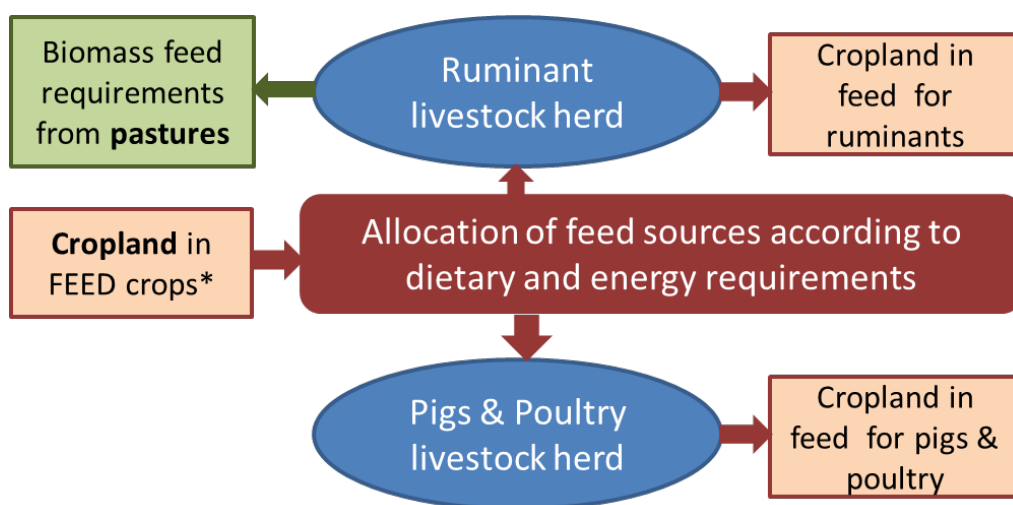 Biomass feed
requirements
from pastures
Ruminant
livestock herd
Cropland in
feed for
ruminants
Cropland in
FEED crops*
Allocation of feed sources according to
dietary and energy requirements
Pigs & Poultry
livestock herd
Cropland in
feed for pigs &
poultry